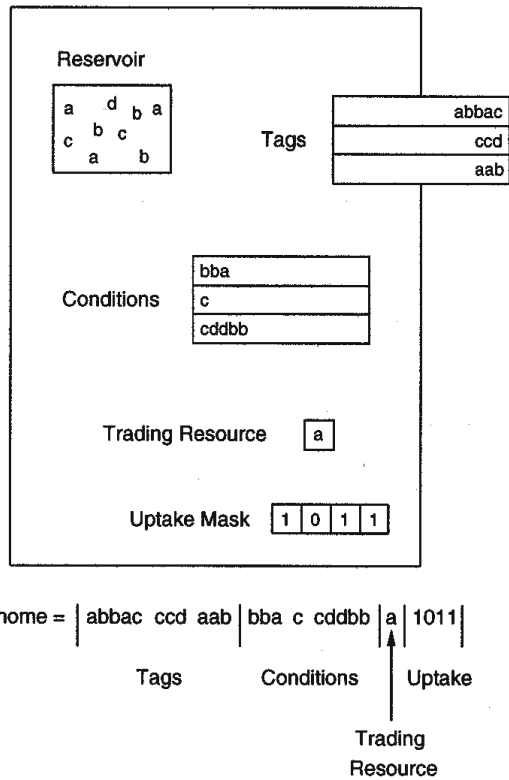 Reservoir
a d b a
c b c
a b
Tags
abbac
ccd
aab
Conditions
bba
c
cddbb
Trading Resource a
Uptake Mask 1 0 1 1
nome = abbac ccd aab bba c cddbb a 1011
Tags Conditions Uptake
Trading
Resource